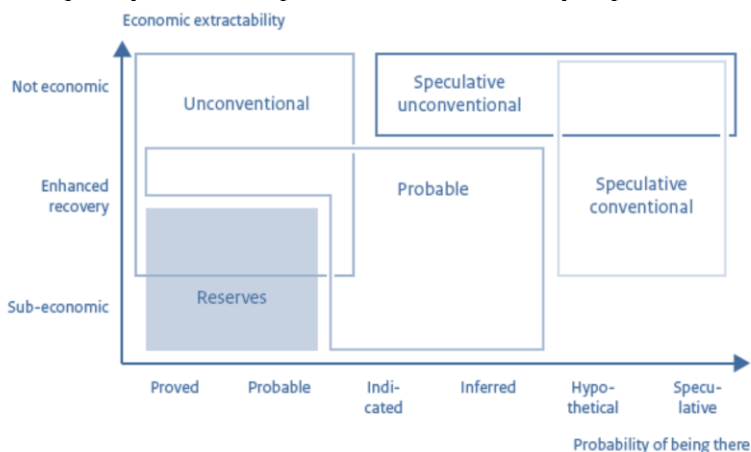 Economic extractability
Not economic
Unconventional
Speculative
unconventional
Enhanced
recovery
Probable
Speculative
conventional
Reserves
Sub-economic
Proved
Probable
Indi-
cated
Inferred
Hypo-
thetical
Specu-
lative
Probability of being there